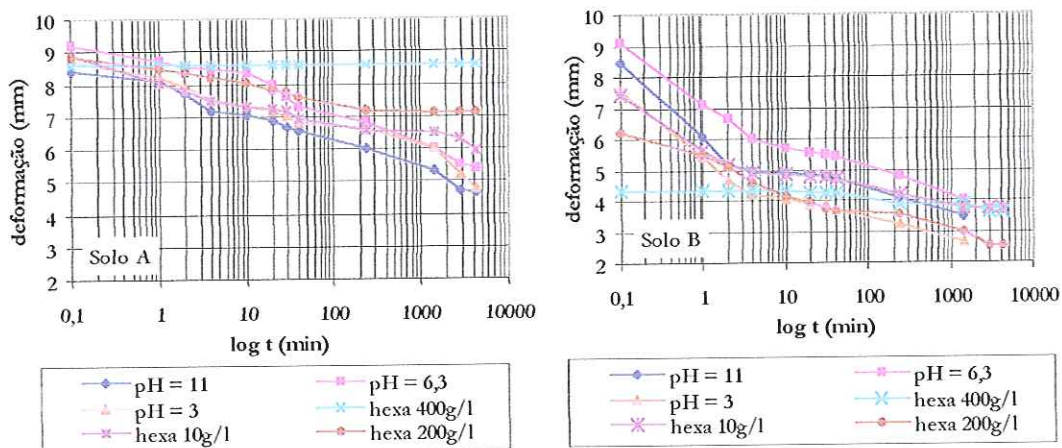 10
9
8
7
6
5
4
3
2
deformação (mm)
Solo A
0,1
1
10
100
1000
10000
log t (min)
pH = 11
pH = 6,3
pH = 3
hexa 400g/l
hexa 10g/l
hexa 200g/l
10
9
8
7
6
5
4
3
2
deformação (mm)
Solo B
0,1
1
10
100
1000
10000
log t (min)
pH = 11
pH = 6,3
pH = 3
hexa 400g/l
hexa 10g/l
hexa 200g/l